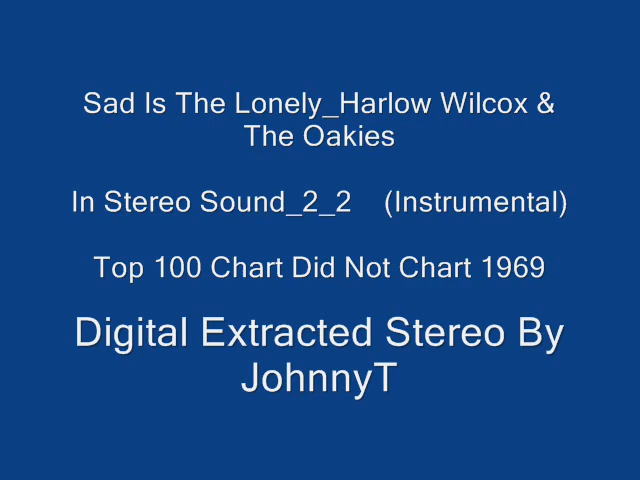 Sad Is The Lonely_Harlow Wilcox &
The Oakies
In Stereo Sound_2_2 (Instrumental)
Top 100 Chart Did Not Chart 1969
Digital Extracted Stereo By
JohnnyT